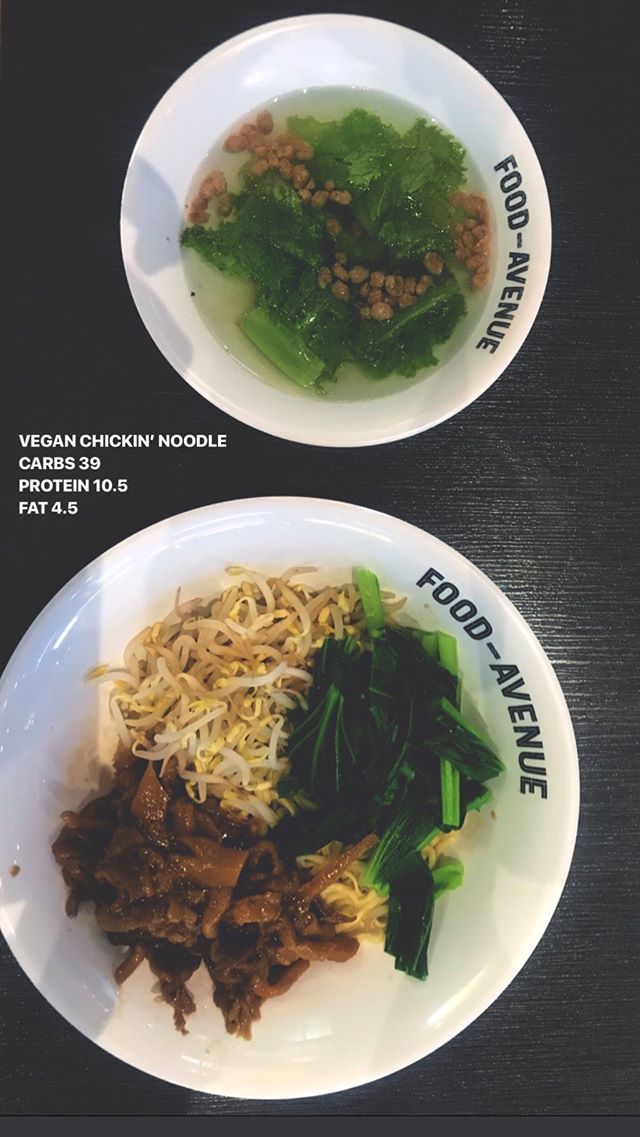 FOOD-AVENUE
VEGAN CHICKIN' NOODLE
CARBS 39
PROTEIN 10.5
FAT 4.5
FOOD-AVENUE